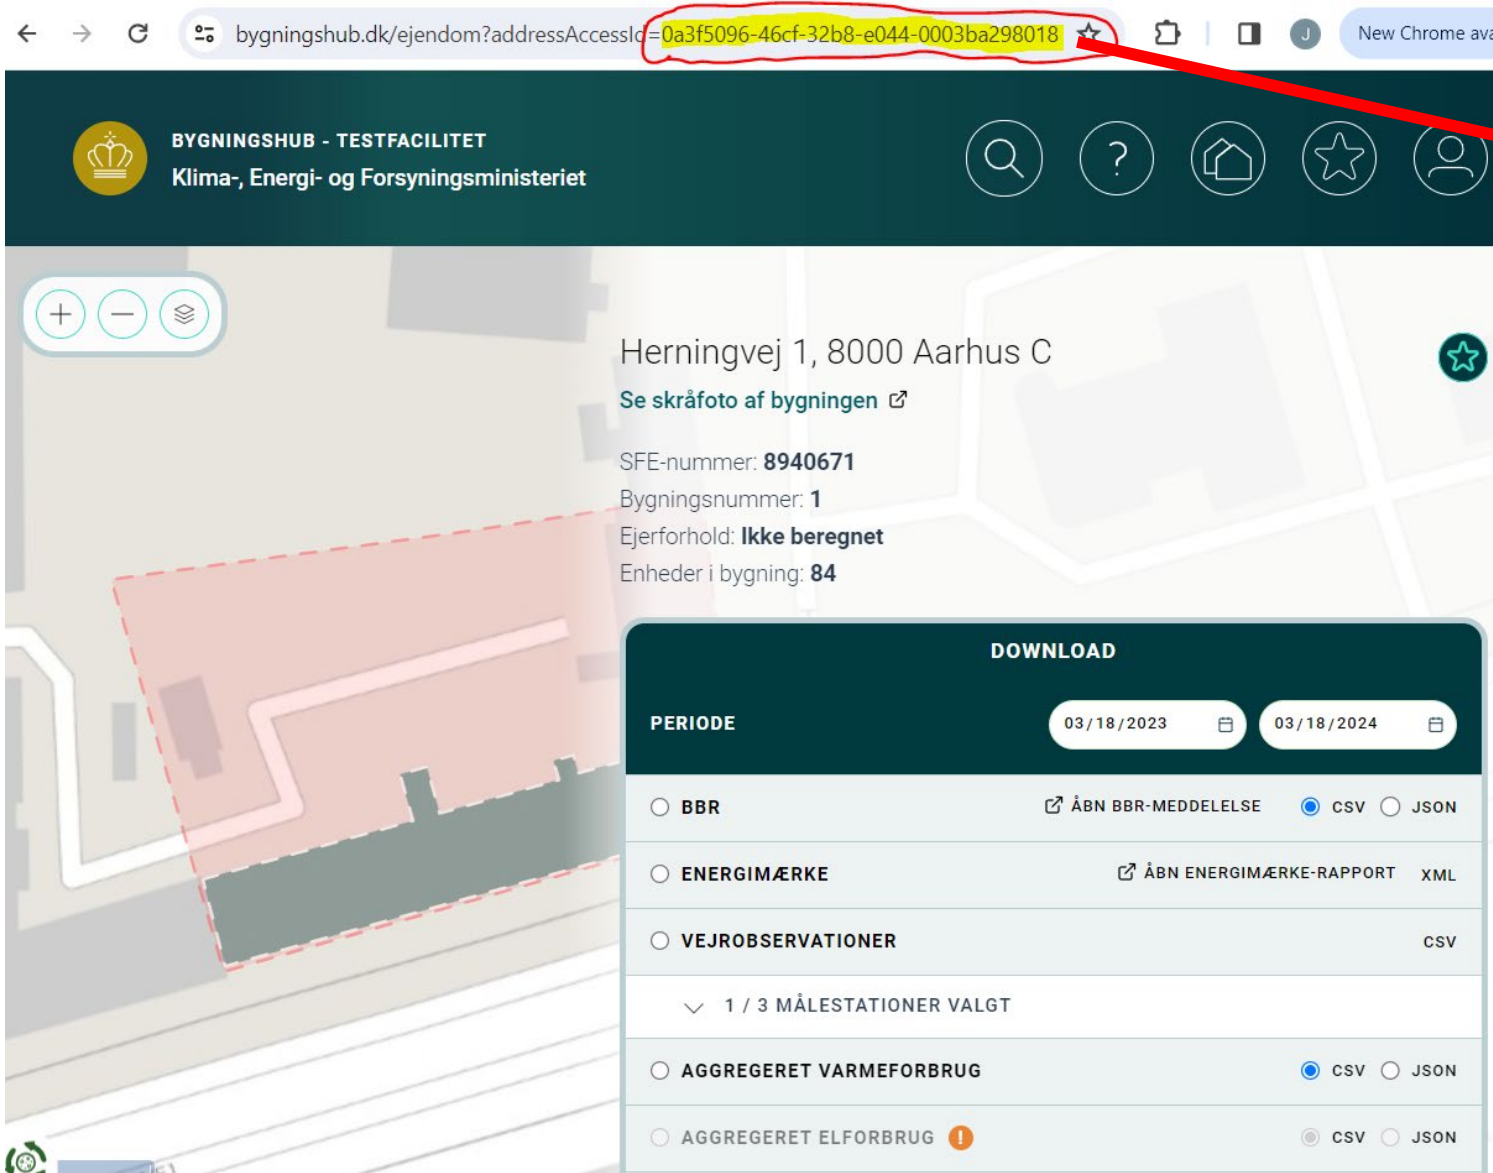 bygningshub.dk/ejendom?addressAccessId=0a3f5096-46cf-32b8-e044-0003ba298018
J
New Chrome ava
BYGNINGSHUB - TESTFACILITET
Klima-, Energi- og Forsyningsministeriet
?
Herningvej 1, 8000 Aarhus C
Se skråfoto af bygningen
SFE-nummer: 8940671
Bygningsnummer: 1
Ejerforhold: Ikke beregnet
Enheder i bygning: 84
DOWNLOAD
PERIODE 03/18/2023 03/18/2024
BBR ÅBN BBR-MEDDELELSE CSV JSON
ENERGIMÆRKE ÅBN ENERGIMÆRKE-RAPPORT XML
VEJROBSERVATIONER CSV
1 / 3 MÅLESTATIONER VALGT
AGGREGERET VARMEFORBRUG CSV JSON
AGGREGERET ELFORBRUG ! CSV JSON